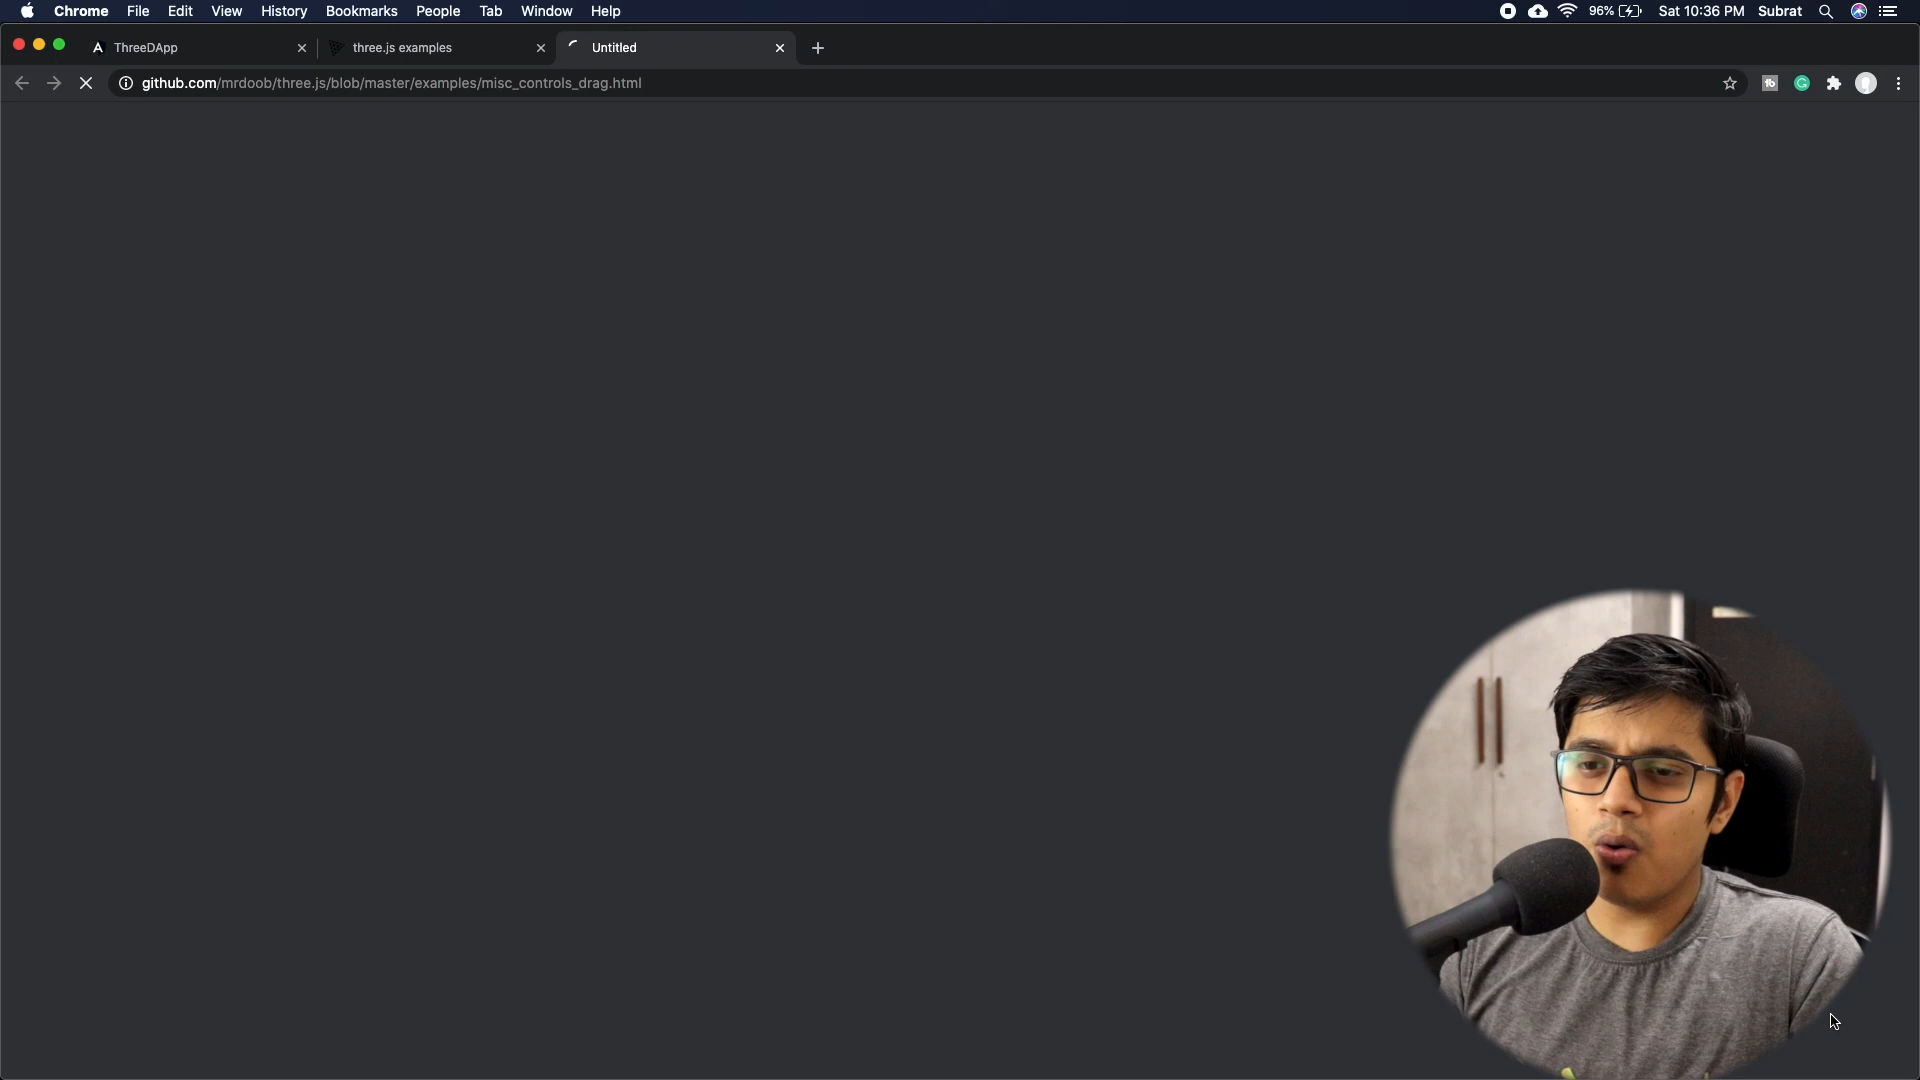 Chrome File Edit View History Bookmarks People Tab Window Help 96% Sat 10:36 PM Subrat
ThreeDApp three.js examples Untitled
github.com/mrdoob/three.js/blob/master/examples/misc_controls_drag.html